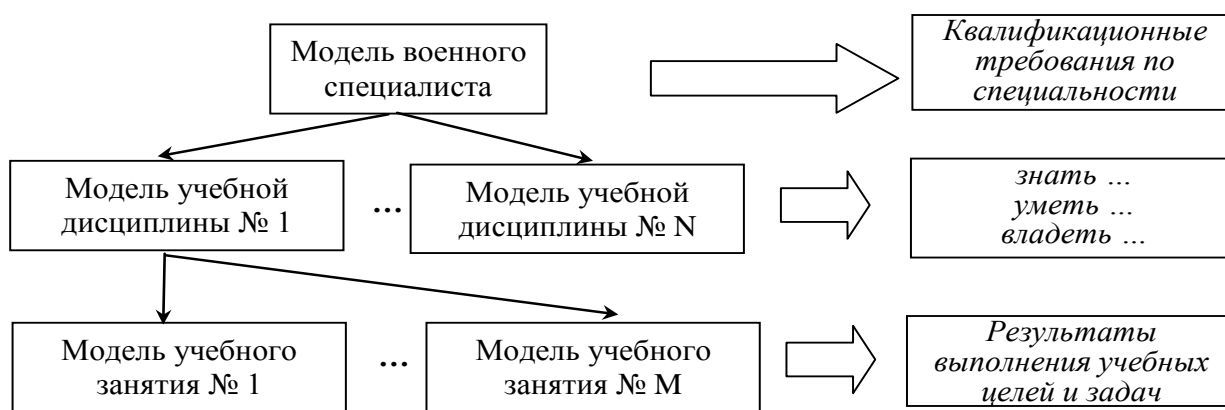 Модель военного
специалиста
Квалификационные
требования по
специальности
Модель учебной
дисциплины № 1
...
Модель учебной
дисциплины № N
знать ...
уметь ...
владеть ...
Модель учебного
занятия № 1
...
Модель учебного
занятия № M
Результаты
выполнения учебных
целей и задач